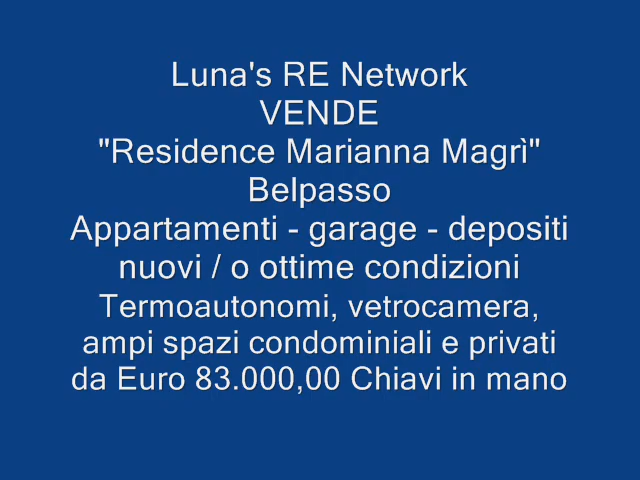 Luna's RE Network
VENDE
"Residence Marianna Magrì"
Belpasso
Appartamenti - garage - depositi
nuovi / o ottime condizioni
Termoautonomi, vetrocamera,
ampi spazi condominiali e privati
da Euro 83.000,00 Chiavi in mano